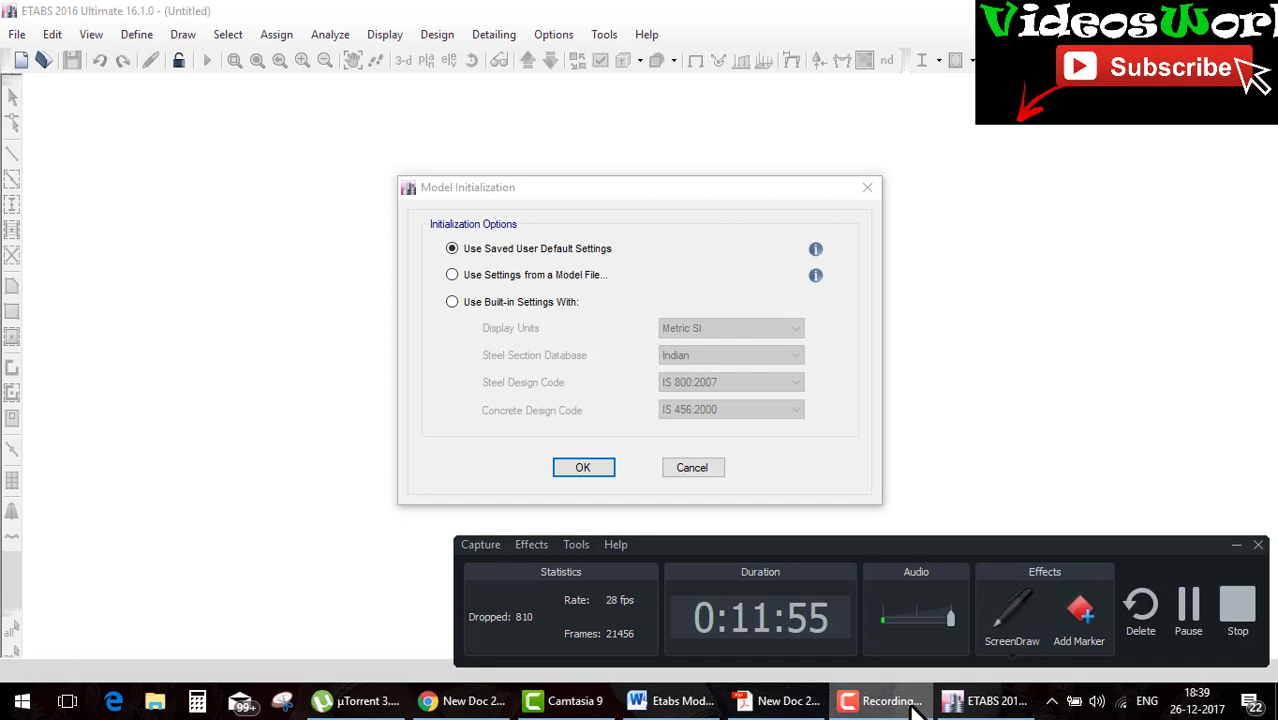 ETABS 2016 Ultimate 16.1.0 - (Untitled)
File Edit View Define Draw Select Assign Analyze Display Design Detailing Options Tools Help
3-d nd
VideosWorl
Subscribe
Model Initialization
Initialization Options
Use Saved User Default Settings
Use Settings from a Model File...
Use Built-in Settings With:
Display Units Metric SI
Steel Section Database Indian
Steel Design Code IS 800:2007
Concrete Design Code IS 456:2000
OK Cancel
Capture Effects Tools Help
Statistics Duration Audio Effects
Dropped: 810 Rate: 28 fps
Frames: 21456
0:11:55
ScreenDraw Add Marker Delete Pause Stop
all
99+ µTorrent 3.... New Doc 2... Camtasia 9 Etabs Mod... New Doc 2... Recording... ETABS 201... ENG 18:39
26-12-2017 22